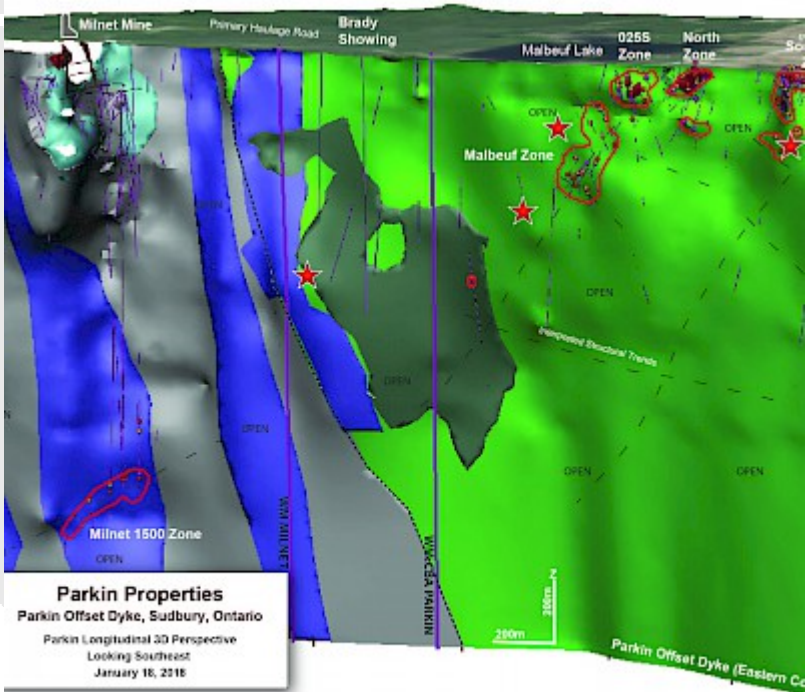 Milnet Mine
Primary Haulage Road
Brady
Showing
Malbeuf Lake
025S
Zone
North
Zone
OPEN
OPEN
Malbeuf Zone
OPEN
OPEN
Interpreted Structural Trends
OPEN
OPEN
OPEN
OPEN
Milnet 1500 Zone
OPEN
WM MILNET
PARKIN
200m
200m
Parkin Properties
Parkin Offset Dyke, Sudbury, Ontario
Parkin Longitudinal 3D Perspective
Looking Southeast
January 18, 2016
Parkin Offset Dyke (Eastern Co